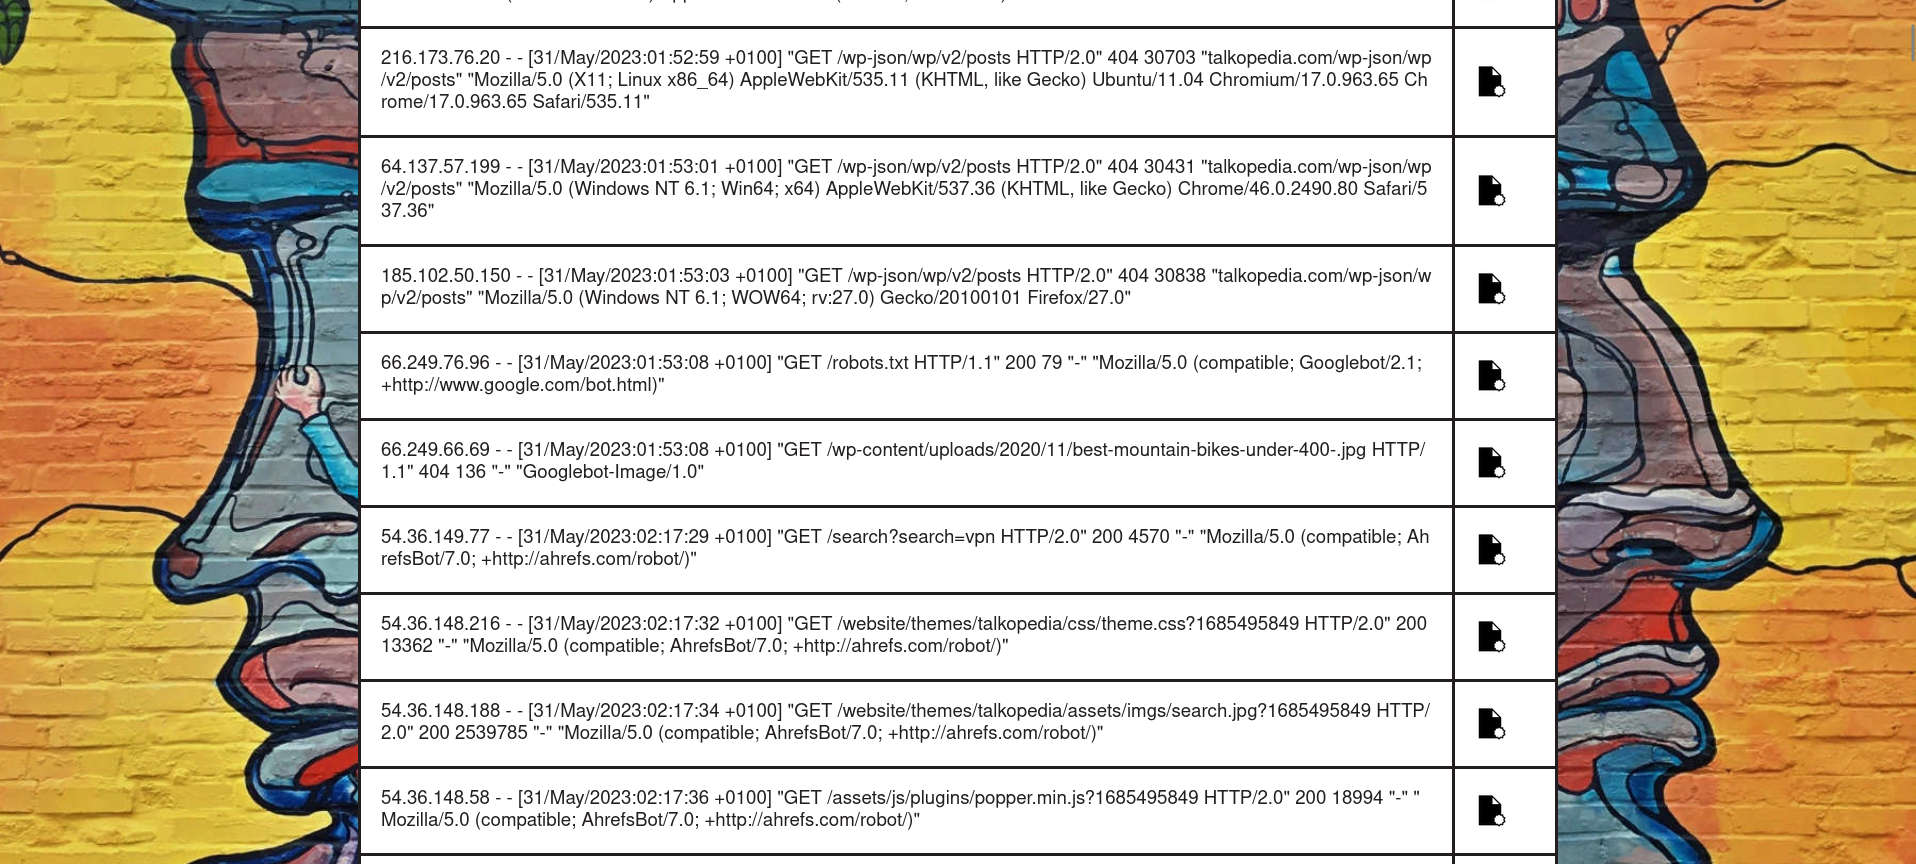 216.173.76.20 - - [31/May/2023:01:52:59 +0100] "GET /wp-json/wp/v2/posts HTTP/2.0" 404 30703 "talkopedia.com/wp-json/wp
/v2/posts" "Mozilla/5.0 (X11; Linux x86_64) AppleWebKit/535.11 (KHTML, like Gecko) Ubuntu/11.04 Chromium/17.0.963.65 Ch
rome/17.0.963.65 Safari/535.11"
64.137.57.199 - - [31/May/2023:01:53:01 +0100] "GET /wp-json/wp/v2/posts HTTP/2.0" 404 30431 "talkopedia.com/wp-json/wp
/v2/posts" "Mozilla/5.0 (Windows NT 6.1; Win64; x64) AppleWebKit/537.36 (KHTML, like Gecko) Chrome/46.0.2490.80 Safari/5
37.36"
185.102.50.150 - - [31/May/2023:01:53:03 +0100] "GET /wp-json/wp/v2/posts HTTP/2.0" 404 30838 "talkopedia.com/wp-json/w
p/v2/posts" "Mozilla/5.0 (Windows NT 6.1; WOW64; rv:27.0) Gecko/20100101 Firefox/27.0"
66.249.76.96 - - [31/May/2023:01:53:08 +0100] "GET /robots.txt HTTP/1.1" 200 79 "-" "Mozilla/5.0 (compatible; Googlebot/2.1;
+http://www.google.com/bot.html)"
66.249.66.69 - - [31/May/2023:01:53:08 +0100] "GET /wp-content/uploads/2020/11/best-mountain-bikes-under-400-.jpg HTTP/
1.1" 404 136 "-" "Googlebot-Image/1.0"
54.36.149.77 - - [31/May/2023:02:17:29 +0100] "GET /search?search=vpn HTTP/2.0" 200 4570 "-" "Mozilla/5.0 (compatible; Ah
refsBot/7.0; +http://ahrefs.com/robot/)"
54.36.148.216 - - [31/May/2023:02:17:32 +0100] "GET /website/themes/talkopedia/css/theme.css?1685495849 HTTP/2.0" 200
13362 "-" "Mozilla/5.0 (compatible; AhrefsBot/7.0; +http://ahrefs.com/robot/)"
54.36.148.188 - - [31/May/2023:02:17:34 +0100] "GET /website/themes/talkopedia/assets/imgs/search.jpg?1685495849 HTTP/
2.0" 200 2539785 "-" "Mozilla/5.0 (compatible; AhrefsBot/7.0; +http://ahrefs.com/robot/)"
54.36.148.58 - - [31/May/2023:02:17:36 +0100] "GET /assets/js/plugins/popper.min.js?1685495849 HTTP/2.0" 200 18994 "-" "
Mozilla/5.0 (compatible; AhrefsBot/7.0; +http://ahrefs.com/robot/)"